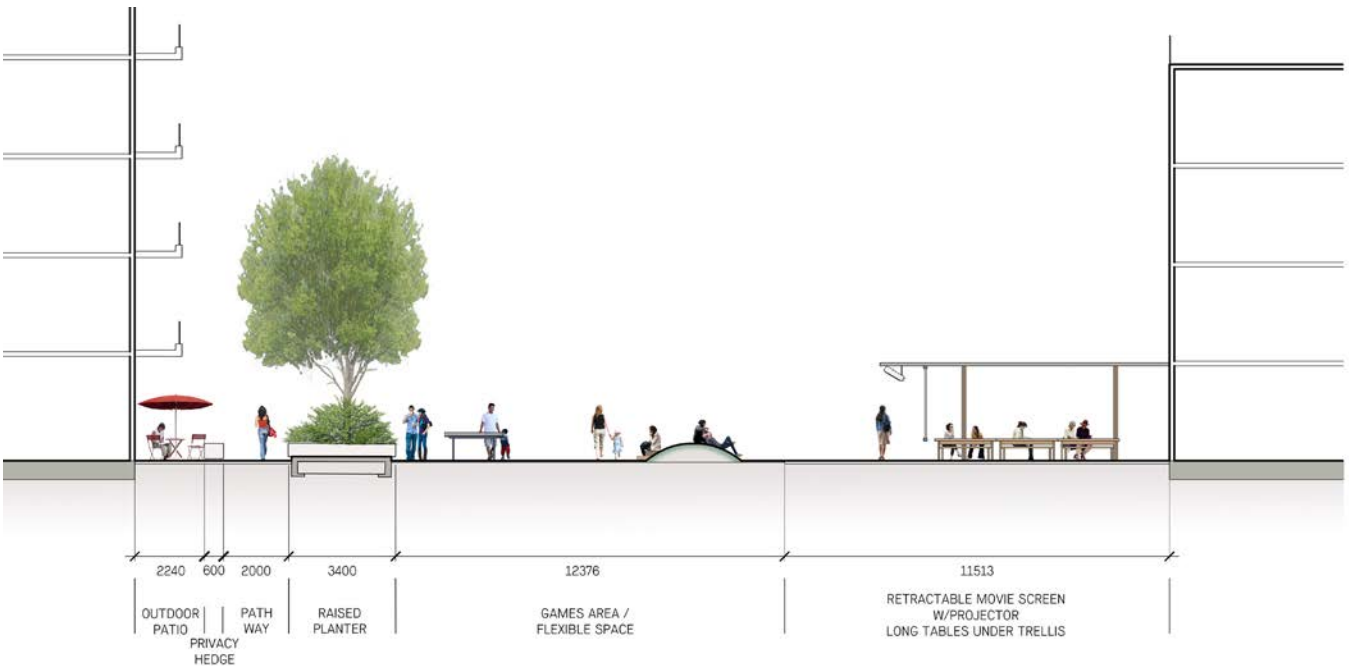 2240 600 2000 3400 12376 11513
OUTDOOR
PATIO
PRIVACY
HEDGE
PATH
WAY
RAISED
PLANTER
GAMES AREA /
FLEXIBLE SPACE
RETRACTABLE MOVIE SCREEN
W/PROJECTOR
LONG TABLES UNDER TRELLIS